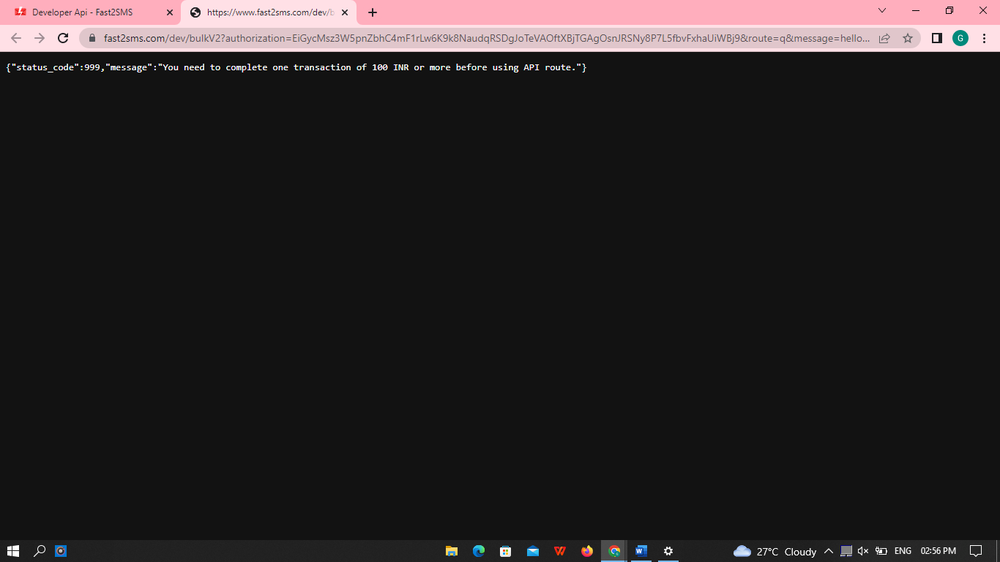 Developer Api - Fast2SMS
https://www.fast2sms.com/dev/b
fast2sms.com/dev/bulkV2?authorization=EiGycMsz3W5pnZbhC4mF1rLw6K9k8NaudqRSDgJoTeVAOftXBjTGAgOsnJRSNy8P7L5fbvFxhaUiWBj9&route=q&message=hello...
G
{"status_code":999,"message":"You need to complete one transaction of 100 INR or more before using API route."}
27°C Cloudy
ENG
02:56 PM